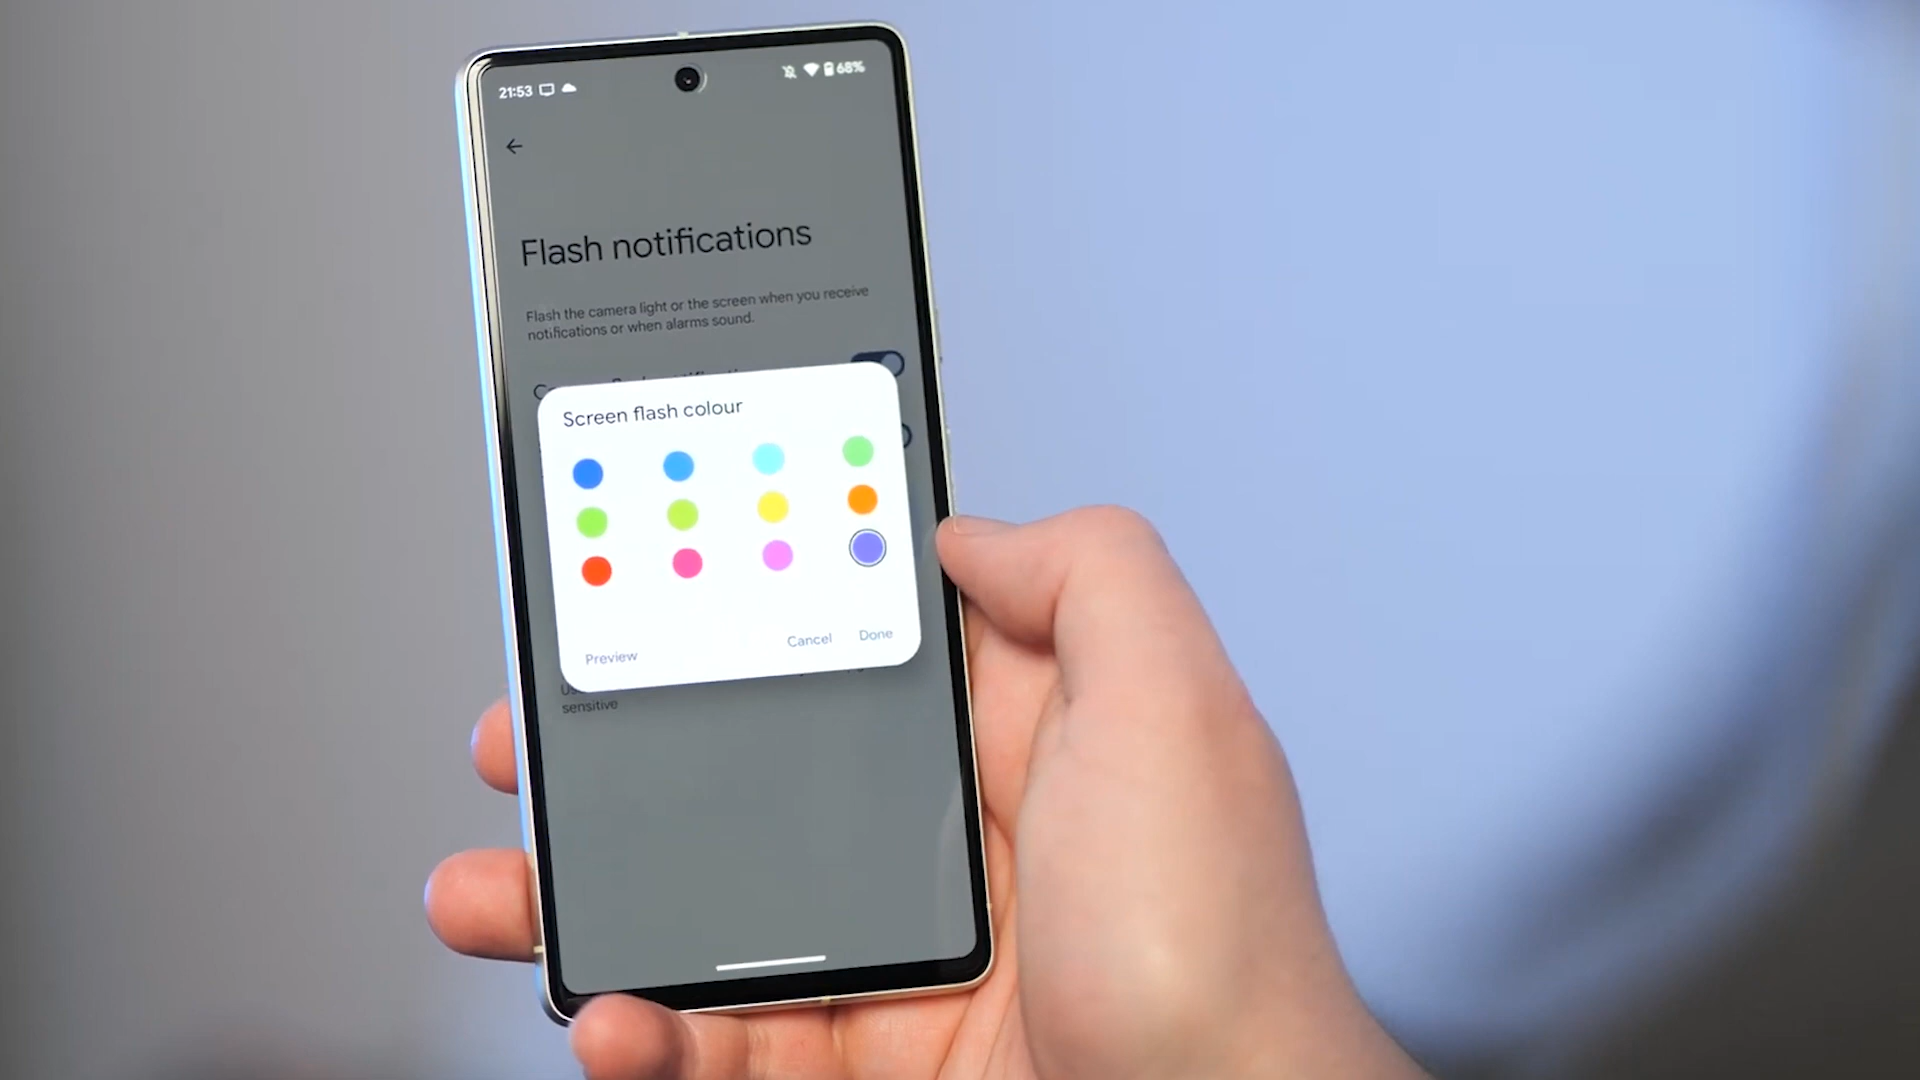 21:53
68%
Flash notifications
Flash the camera light or the screen when you receive
notifications or when alarms sound.
Screen flash colour
Preview
Cancel
Done
sensitive